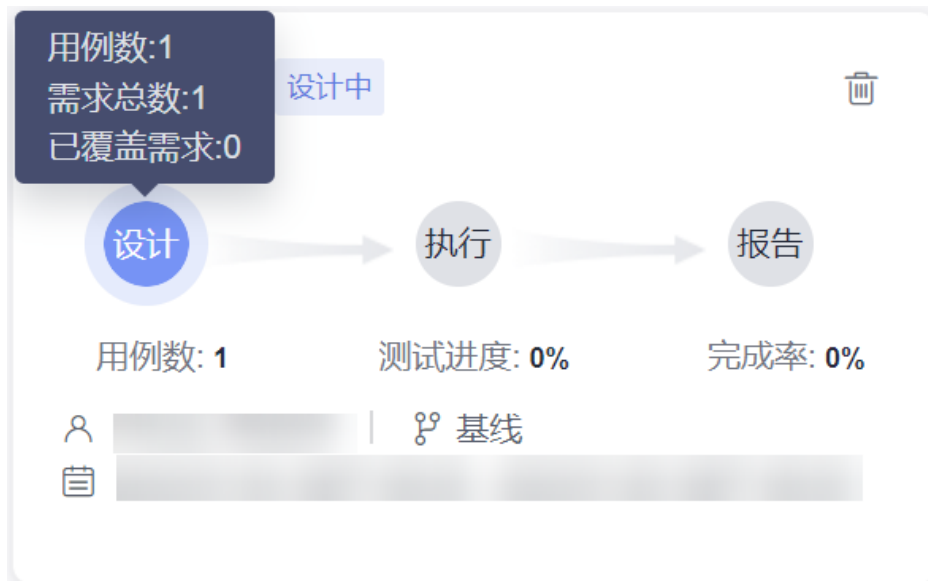 用例数:1
需求总数:1
已覆盖需求:0
设计中
设计
执行
报告
用例数: 1
测试进度: 0%
完成率: 0%
基线